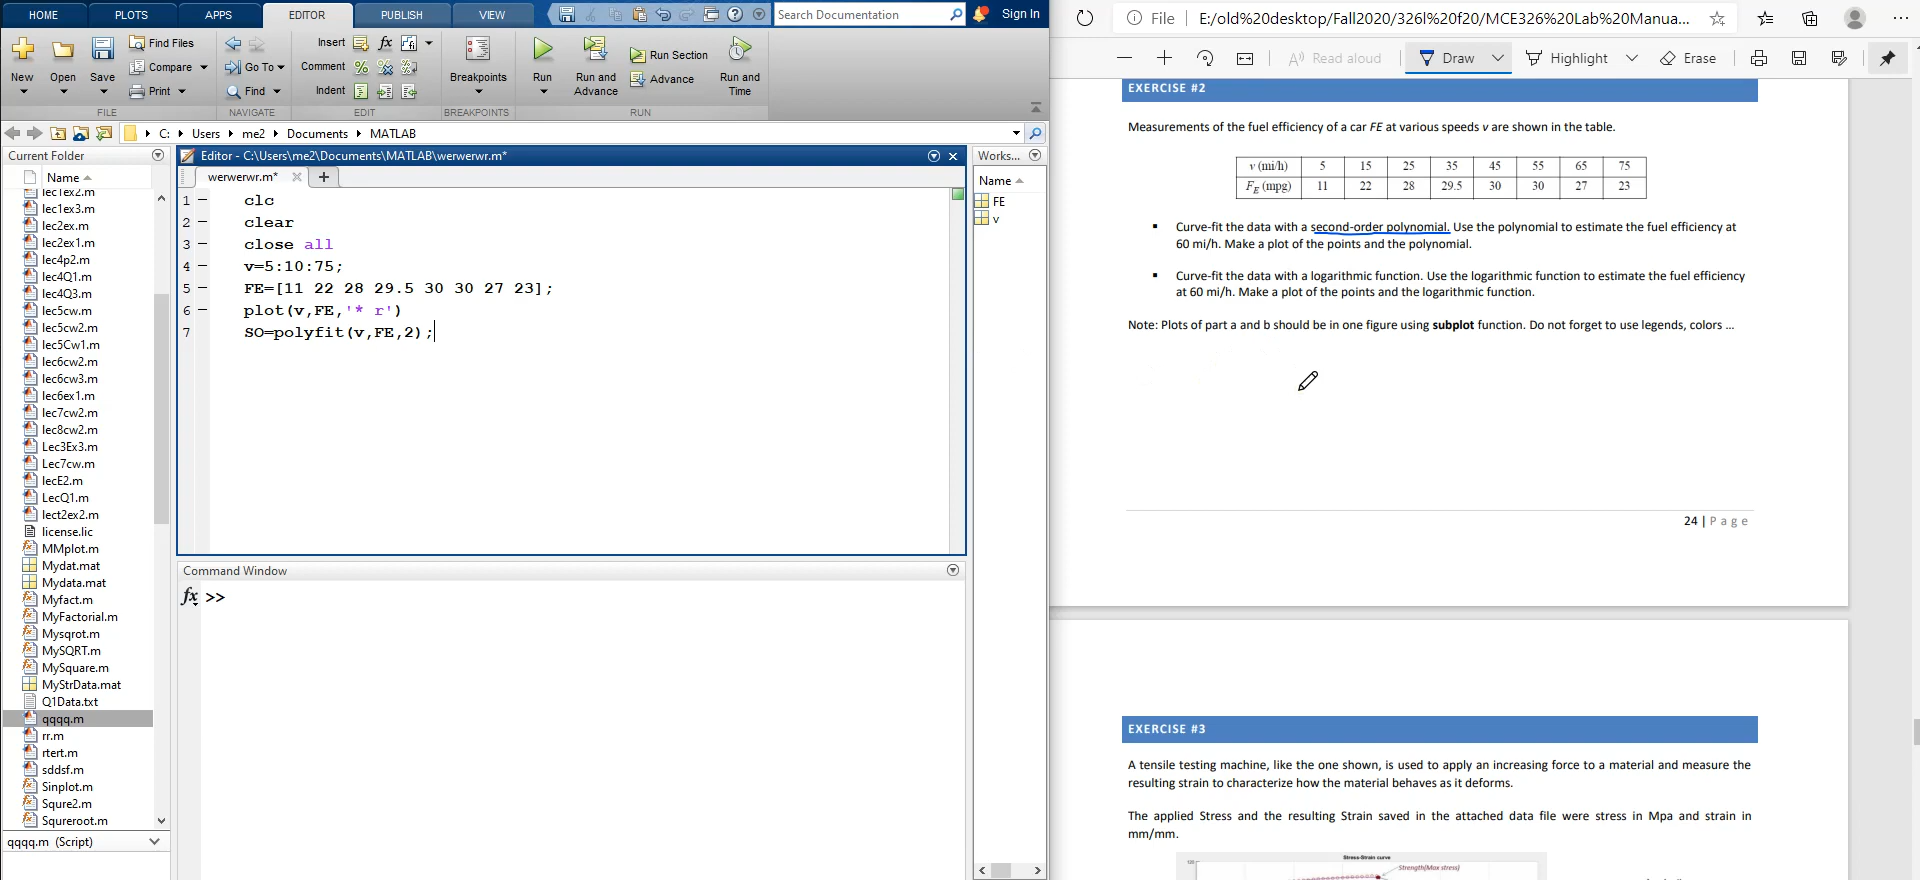 HOME PLOTS APPS EDITOR PUBLISH VIEW Search Documentation Sign In
New Open Save Find Files Compare Print Go To Find Insert Comment Indent Breakpoints Run Run and Advance Run Section Advance Run and Time
FILE NAVIGATE EDIT BREAKPOINTS RUN
C: Users me2 Documents MATLAB
Current Folder
Name
lec1ex2.m
lec1ex3.m
lec2ex.m
lec2ex1.m
lec4p2.m
lec4Q1.m
lec4Q3.m
lec5cw.m
lec5cw2.m
lec5Cw1.m
lec6cw2.m
lec6cw3.m
lec6ex1.m
lec7cw2.m
lec8cw2.m
Lec3Ex3.m
Lec7cw.m
lecE2.m
LecQ1.m
lect2ex2.m
license.lic
MMplot.m
Mydat.mat
Mydata.mat
Myfact.m
MyFactorial.m
Mysqrot.m
MySQRT.m
MySquare.m
MyStrData.mat
Q1Data.txt
qqqq.m
rr.m
rtert.m
sddsf.m
Sinplot.m
Squre2.m
Squreroot.m
qqqq.m (Script)
Editor - C:\Users\me2\Documents\MATLAB\werwerwr.m*
werwerwr.m*
1 clc
2 clear
3 close all
4 v=5:10:75;
5 FE=[11 22 28 29.5 30 30 27 23];
6 plot(v,FE,'* r')
7 SO=polyfit(v,FE,2);
Command Window
fx >>
Works...
Name
FE
v
File E:/old%20desktop/Fall2020/326l%20f20/MCE326%20Lab%20Manua...
Read aloud Draw Highlight Erase
EXERCISE #2
Measurements of the fuel efficiency of a car FE at various speeds v are shown in the table.
v (mi/h) 5 15 25 35 45 55 65 75
FE (mpg) 11 22 28 29.5 30 30 27 23
▪ Curve-fit the data with a second-order polynomial. Use the polynomial to estimate the fuel efficiency at
60 mi/h. Make a plot of the points and the polynomial.
▪ Curve-fit the data with a logarithmic function. Use the logarithmic function to estimate the fuel efficiency
at 60 mi/h. Make a plot of the points and the logarithmic function.
Note: Plots of part a and b should be in one figure using subplot function. Do not forget to use legends, colors ...
24 | Page
EXERCISE #3
A tensile testing machine, like the one shown, is used to apply an increasing force to a material and measure the
resulting strain to characterize how the material behaves as it deforms.
The applied Stress and the resulting Strain saved in the attached data file were stress in Mpa and strain in
mm/mm.
Stress-Strain curve
Strength(Max stress)